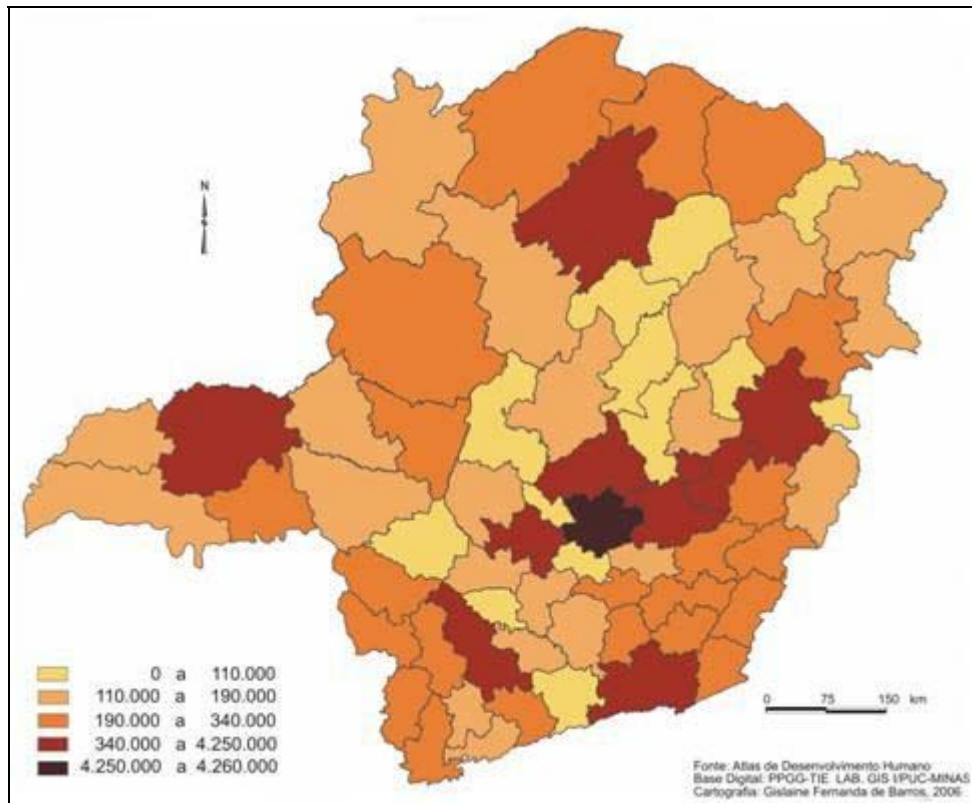 N
0 a 110.000
110.000 a 190.000
190.000 a 340.000
340.000 a 4.250.000
4.250.000 a 4.260.000
0 75 150 km
Fonte: Atlas de Desenvolvimento Humano
Base Digital: PPGG-TIE LAB. GIS I/PUC-MINAS
Cartografia: Gislaine Fernanda de Barros, 2006